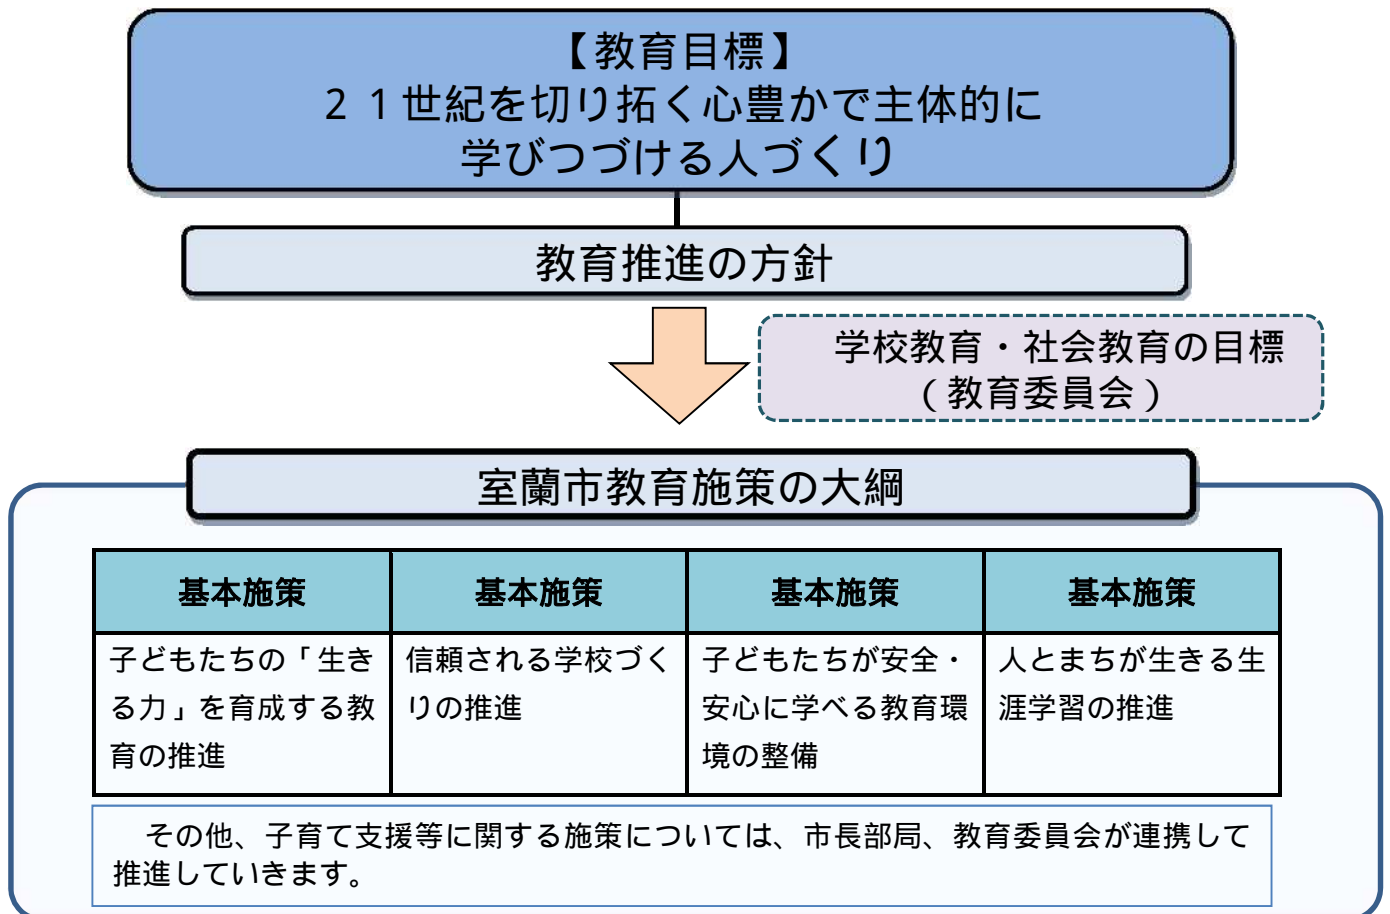 【教育目標】
２１世紀を切り拓く心豊かで主体的に
学びつづける人づくり
教育推進の方針
学校教育・社会教育の目標
（教育委員会）
室蘭市教育施策の大綱
基本施策
基本施策
基本施策
基本施策
子どもたちの「生き
る力」を育成する教
育の推進
信頼される学校づく
りの推進
子どもたちが安全・
安心に学べる教育環
境の整備
人とまちが生きる生
涯学習の推進
その他、子育て支援等に関する施策については、市長部局、教育委員会が連携して
推進していきます。